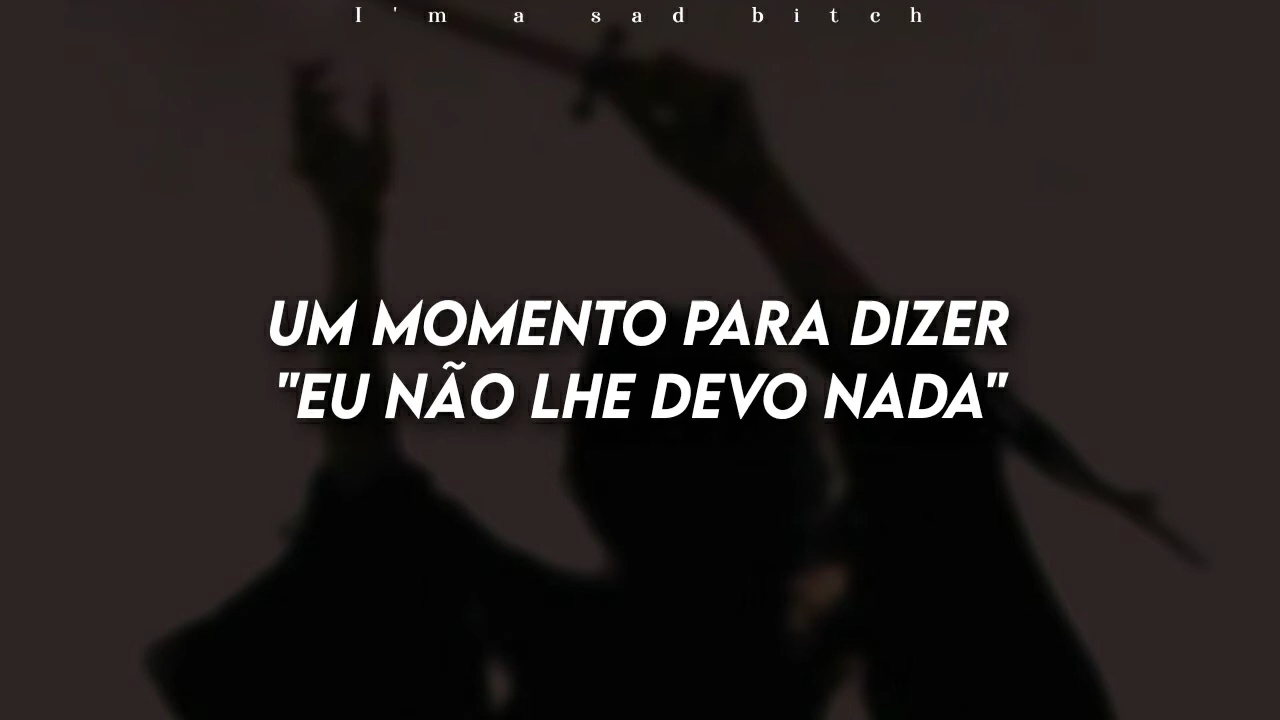 I'm a sad bitch
UM MOMENTO PARA DIZER
"EU NÃO LHE DEVO NADA"